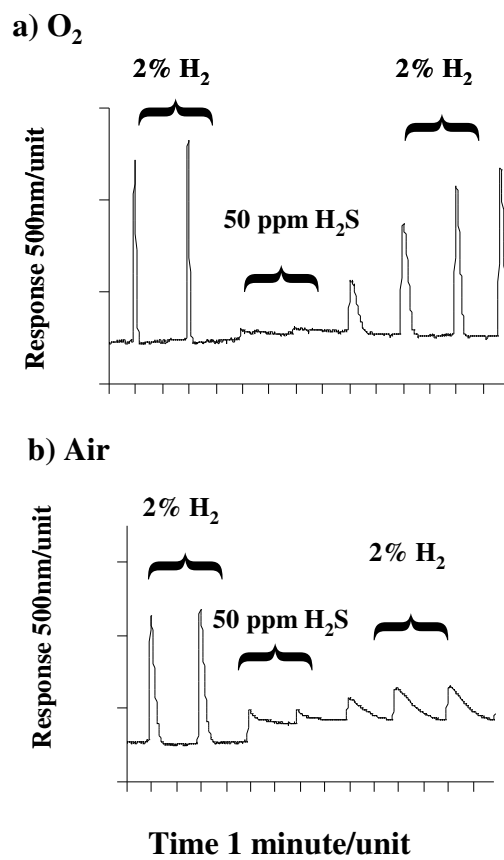 a) O₂
2% H₂
2% H₂
50 ppm H₂S
Response 500nm/unit
b) Air
2% H₂
2% H₂
50 ppm H₂S
Response 500nm/unit
Time 1 minute/unit